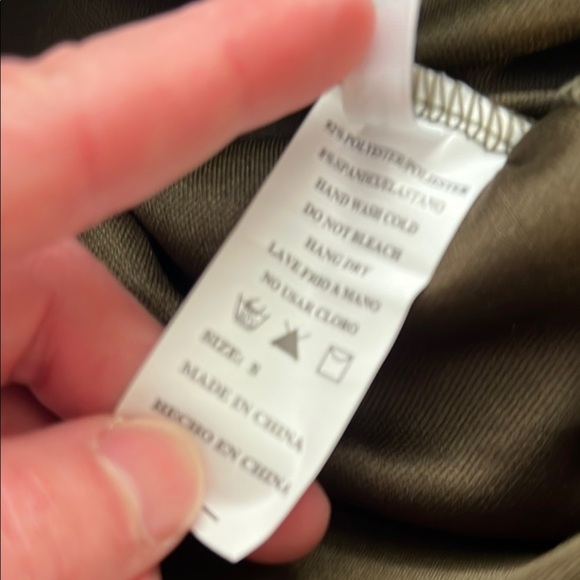 92% POLYESTER/POLIESTER
8% SPANDEX/ELASTANO
HAND WASH COLD
DO NOT BLEACH
HANG DRY
LAVE FRIO A MANO
NO USAR CLORO
SIZE: S
MADE IN CHINA
HECHO EN CHINA